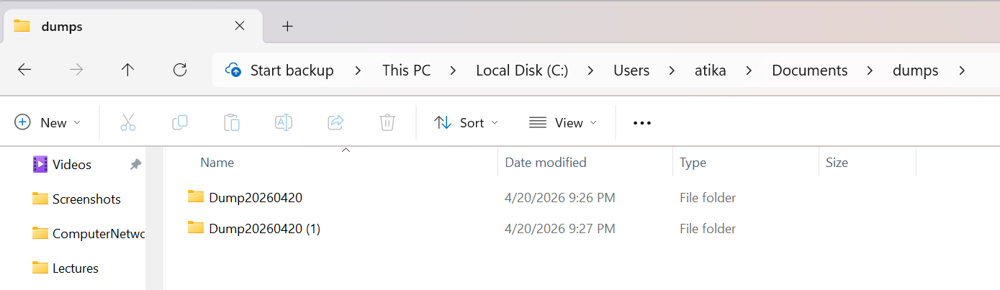 dumps
Start backup > This PC > Local Disk (C:) > Users > atika > Documents > dumps >
New Sort View
Name Date modified Type Size
Videos
Screenshots
ComputerNetwc
Lectures
Dump20260420 4/20/2026 9:26 PM File folder
Dump20260420 (1) 4/20/2026 9:27 PM File folder